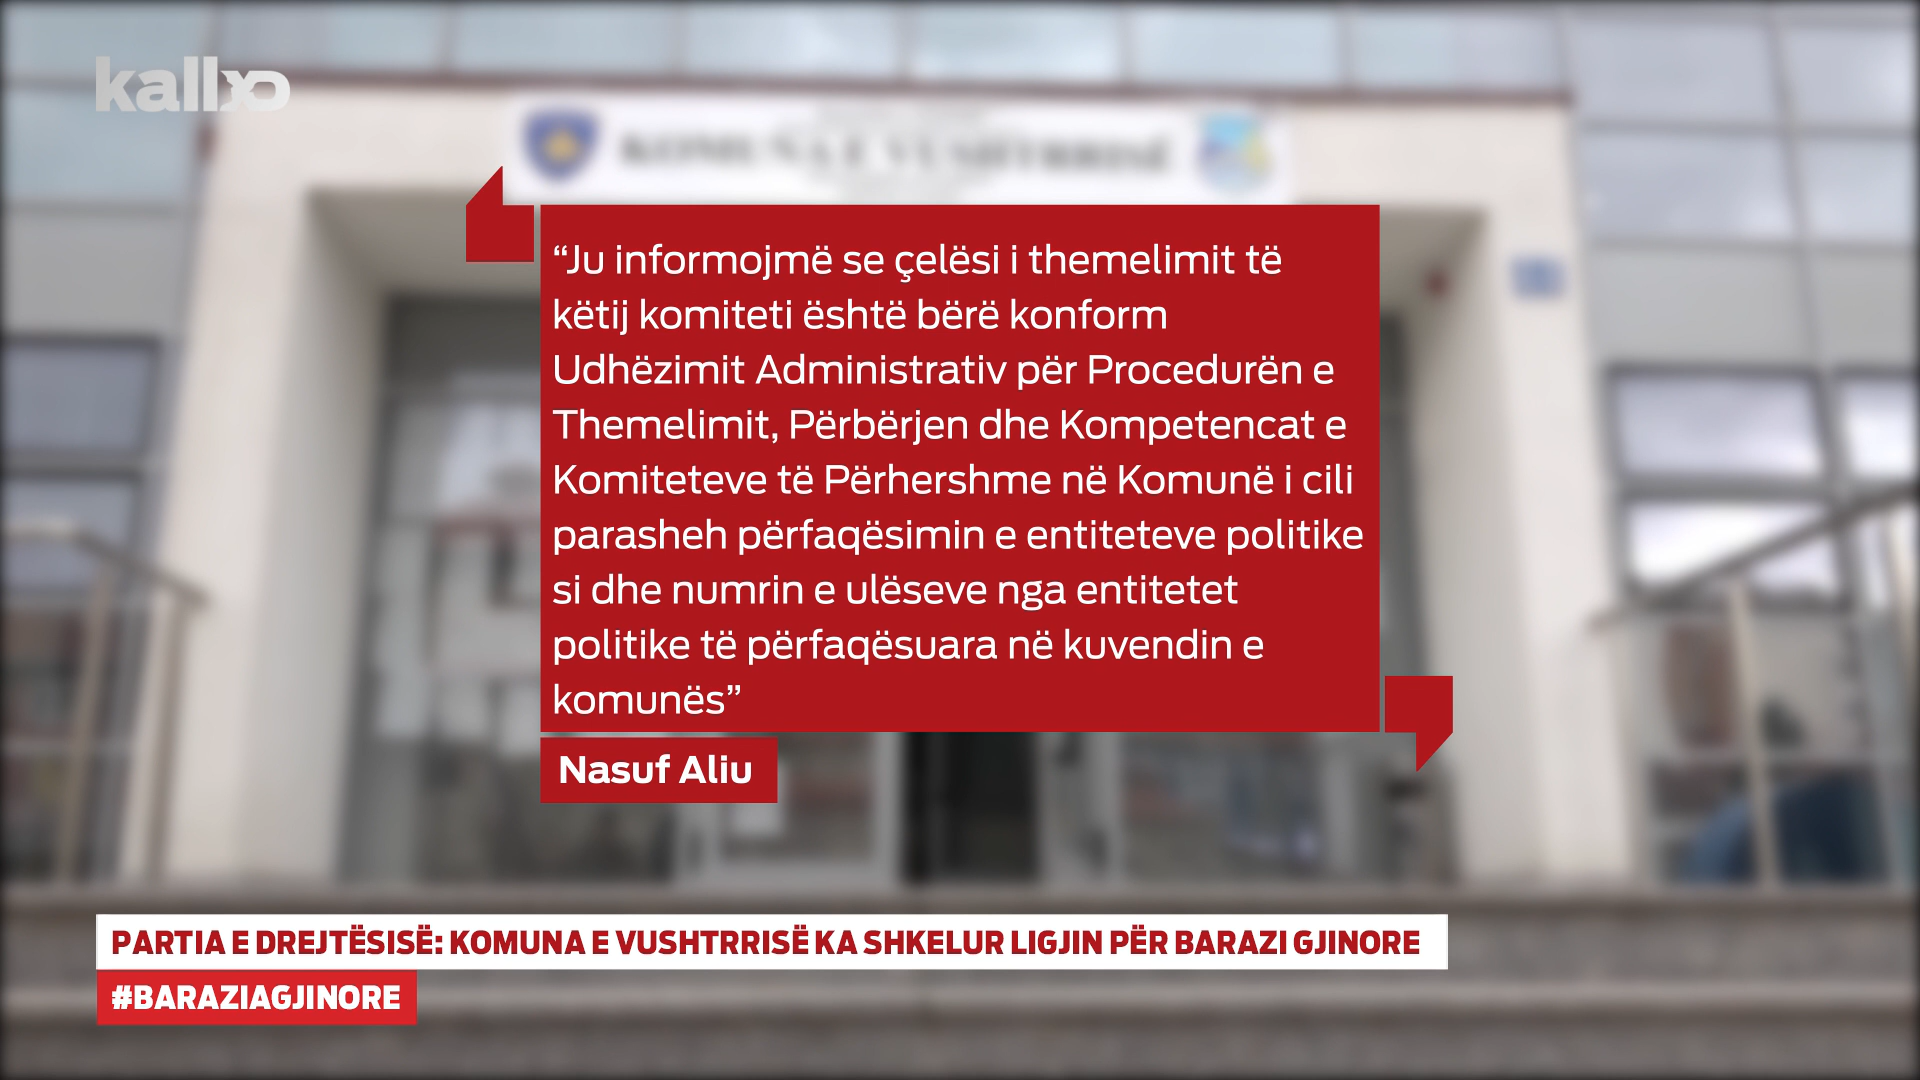 kallxo
KOMUNA E VUSHTRRISË
“Ju informojmë se çelësi i themelimit të
këtij komiteti është bërë konform
Udhëzimit Administrativ për Procedurën e
Themelimit, Përbërjen dhe Kompetencat e
Komiteteve të Përhershme në Komunë i cili
parasheh përfaqësimin e entiteteve politike
si dhe numrin e ulëseve nga entitetet
politike të përfaqësuara në kuvendin e
komunës”
Nasuf Aliu
PARTIA E DREJTËSISË: KOMUNA E VUSHTRRISË KA SHKELUR LIGJIN PËR BARAZI GJINORE
#BARAZIAGJINORE